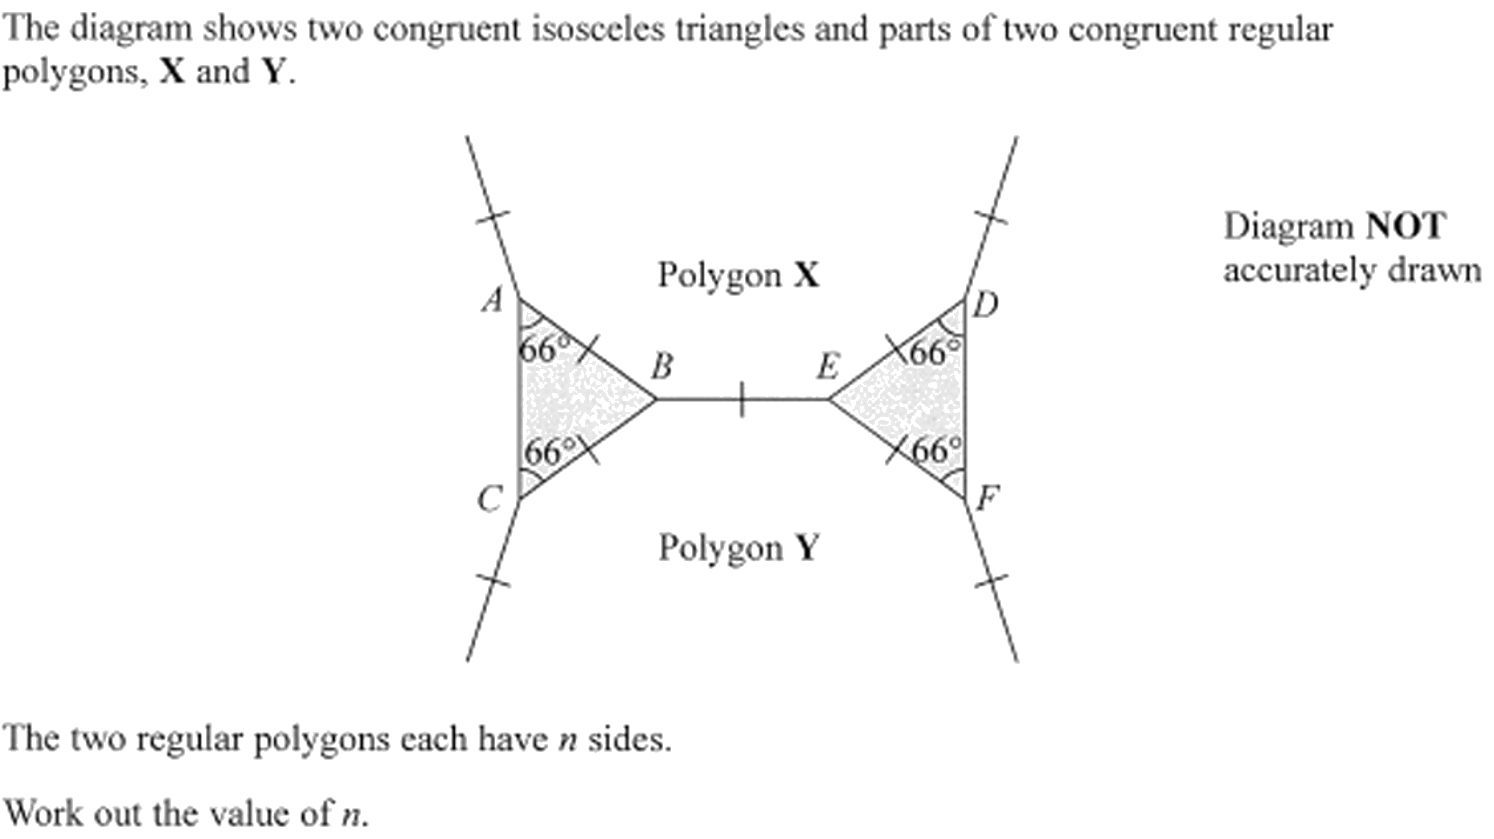 The diagram shows two congruent isosceles triangles and parts of two congruent regular
polygons, X and Y.
Diagram NOT
accurately drawn
Polygon X
A
D
66°
66°
B
E
66°
66°
C
F
Polygon Y
The two regular polygons each have n sides.
Work out the value of n.